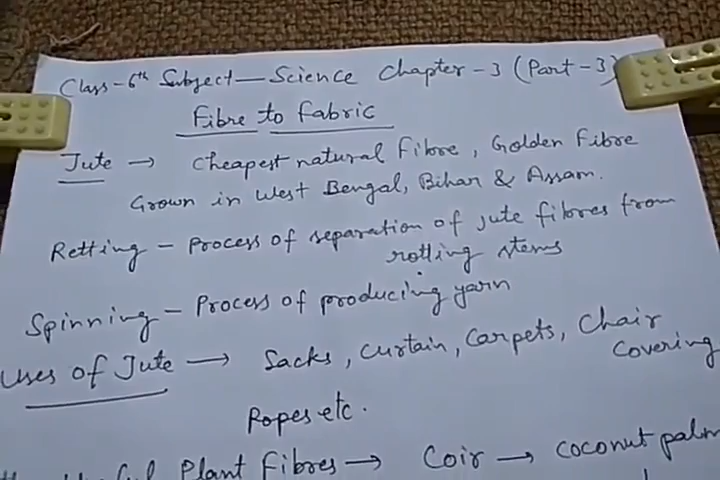 Class-6th Subject—Science Chapter-3 (Part-3)
Fibre to Fabric
Jute → Cheapest natural Fibre, Golden Fibre
Grown in West Bengal, Bihar & Assam.
Retting - Process of separation of jute fibres from
rotting stems
Spinning - Process of producing yarn
Uses of Jute → Sacks, Curtain, Carpets, Chair
Covering
Ropes etc.
Plant Fibres → Coir → Coconut palm